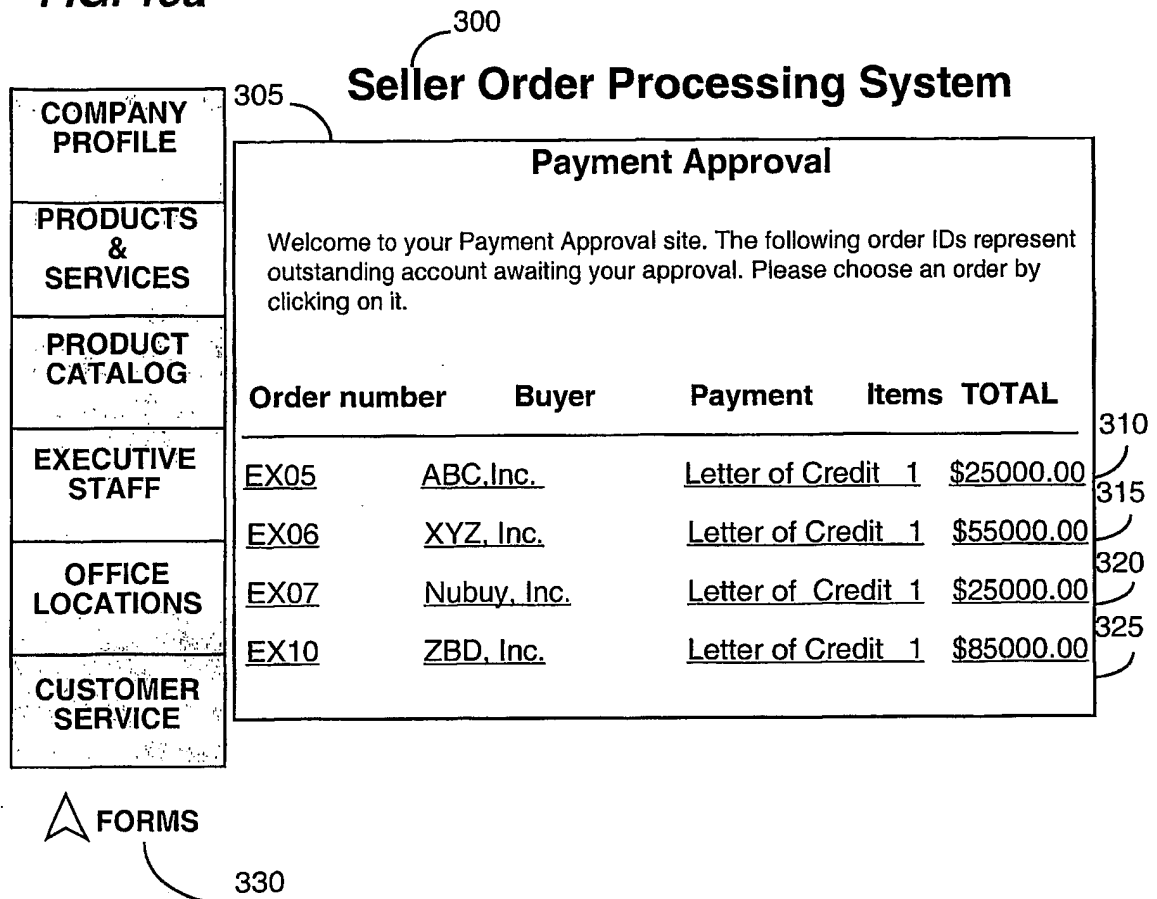 300
Seller Order Processing System
COMPANY
PROFILE
PRODUCTS
&
SERVICES
PRODUCT
CATALOG
EXECUTIVE
STAFF
OFFICE
LOCATIONS
CUSTOMER
SERVICE
FORMS
330
305
Payment Approval
Welcome to your Payment Approval site. The following order IDs represent
outstanding account awaiting your approval. Please choose an order by
clicking on it.
Order number Buyer Payment Items TOTAL
EX05 ABC,Inc. Letter of Credit 1 $25000.00 310
EX06 XYZ, Inc. Letter of Credit 1 $55000.00 315
EX07 Nubuy, Inc. Letter of Credit 1 $25000.00 320
EX10 ZBD, Inc. Letter of Credit 1 $85000.00 325